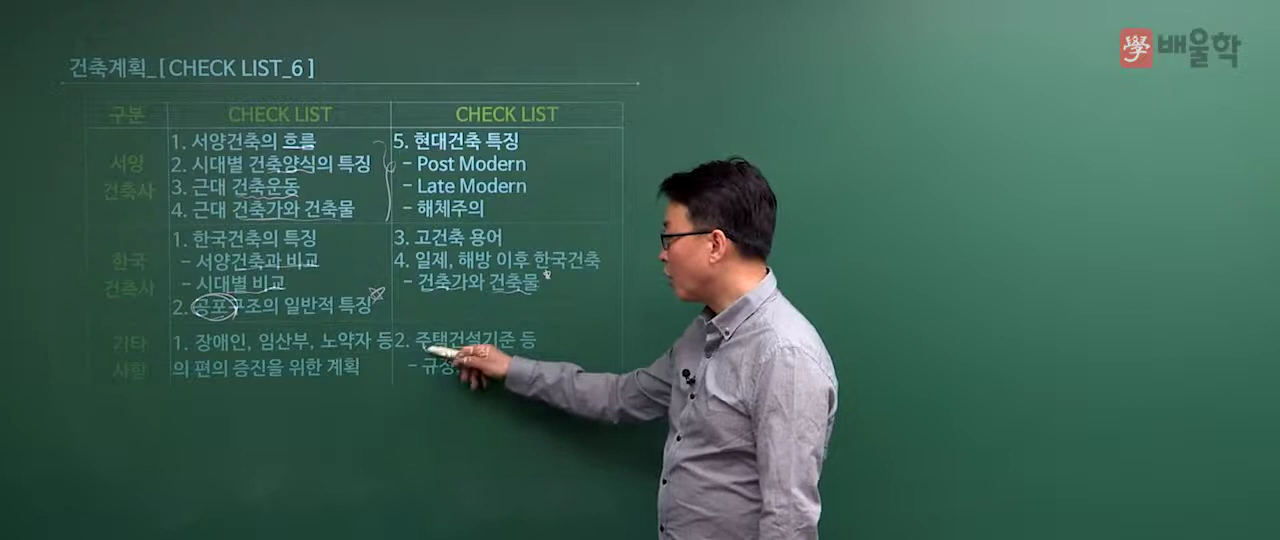 學 배울학
건축계획_[ CHECK LIST_6 ]
구분 CHECK LIST CHECK LIST
서양
건축사
1. 서양건축의 흐름
2. 시대별 건축양식의 특징
3. 근대 건축운동
4. 근대 건축가와 건축물
5. 현대건축 특징
- Post Modern
- Late Modern
- 해체주의
한국
건축사
1. 한국건축의 특징
- 서양건축과 비교
- 시대별 비교
2. 공포구조의 일반적 특징
3. 고건축 용어
4. 일제, 해방 이후 한국건축
- 건축가와 건축물
기타
사항
1. 장애인, 임산부, 노약자 등
의 편의 증진을 위한 계획
2. 주택건설기준 등
- 규정